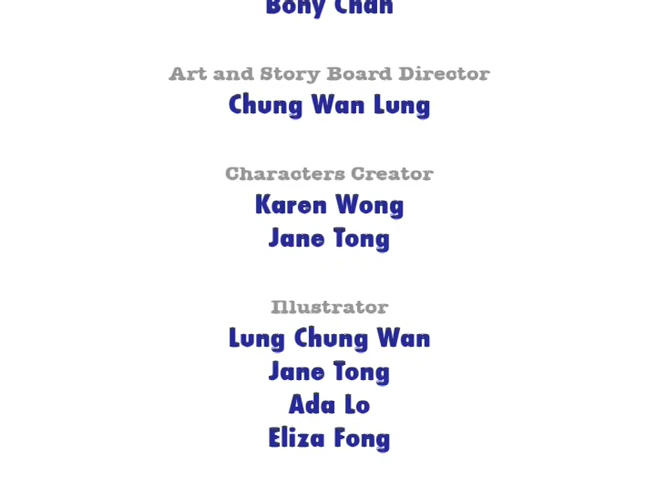 Bony Chan
Art and Story Board Director
Chung Wan Lung
Characters Creator
Karen Wong
Jane Tong
Illustrator
Lung Chung Wan
Jane Tong
Ada Lo
Eliza Fong